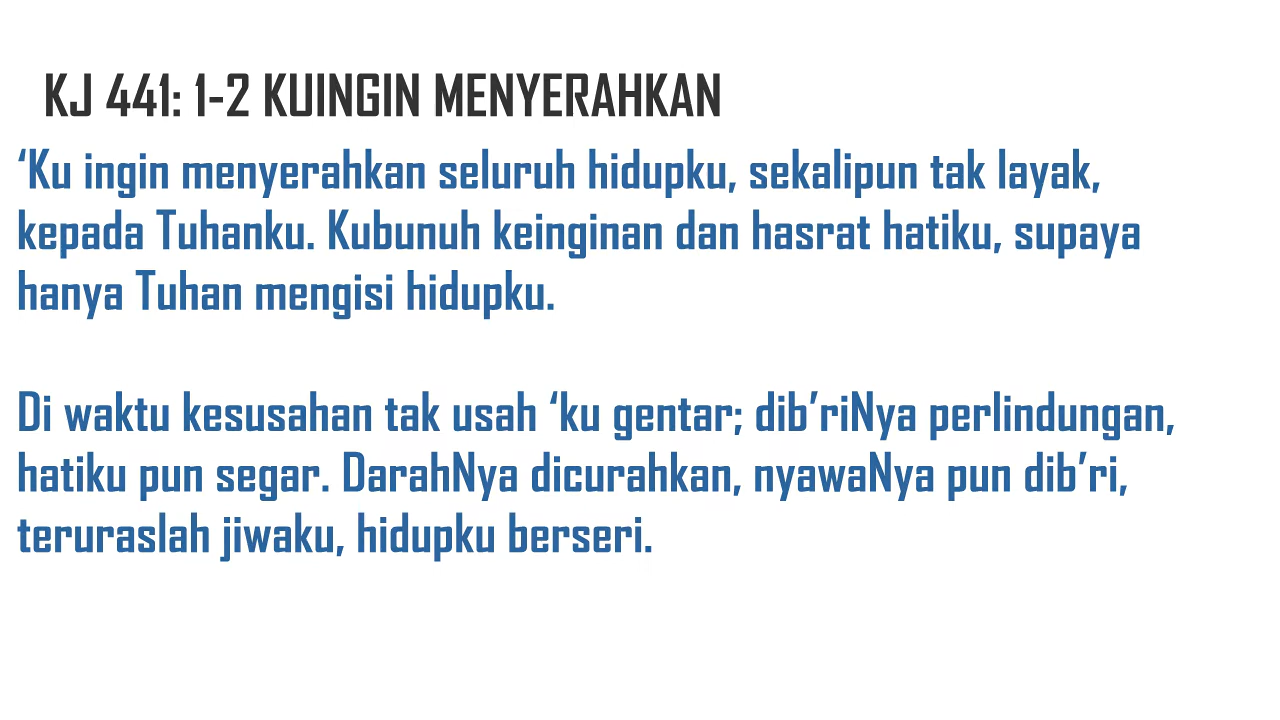 KJ 441: 1-2 KUINGIN MENYERAHKAN
‘Ku ingin menyerahkan seluruh hidupku, sekalipun tak layak,
kepada Tuhanku. Kubunuh keinginan dan hasrat hatiku, supaya
hanya Tuhan mengisi hidupku.
Di waktu kesusahan tak usah ‘ku gentar; dib’riNya perlindungan,
hatiku pun segar. DarahNya dicurahkan, nyawaNya pun dib’ri,
teruraslah jiwaku, hidupku berseri.